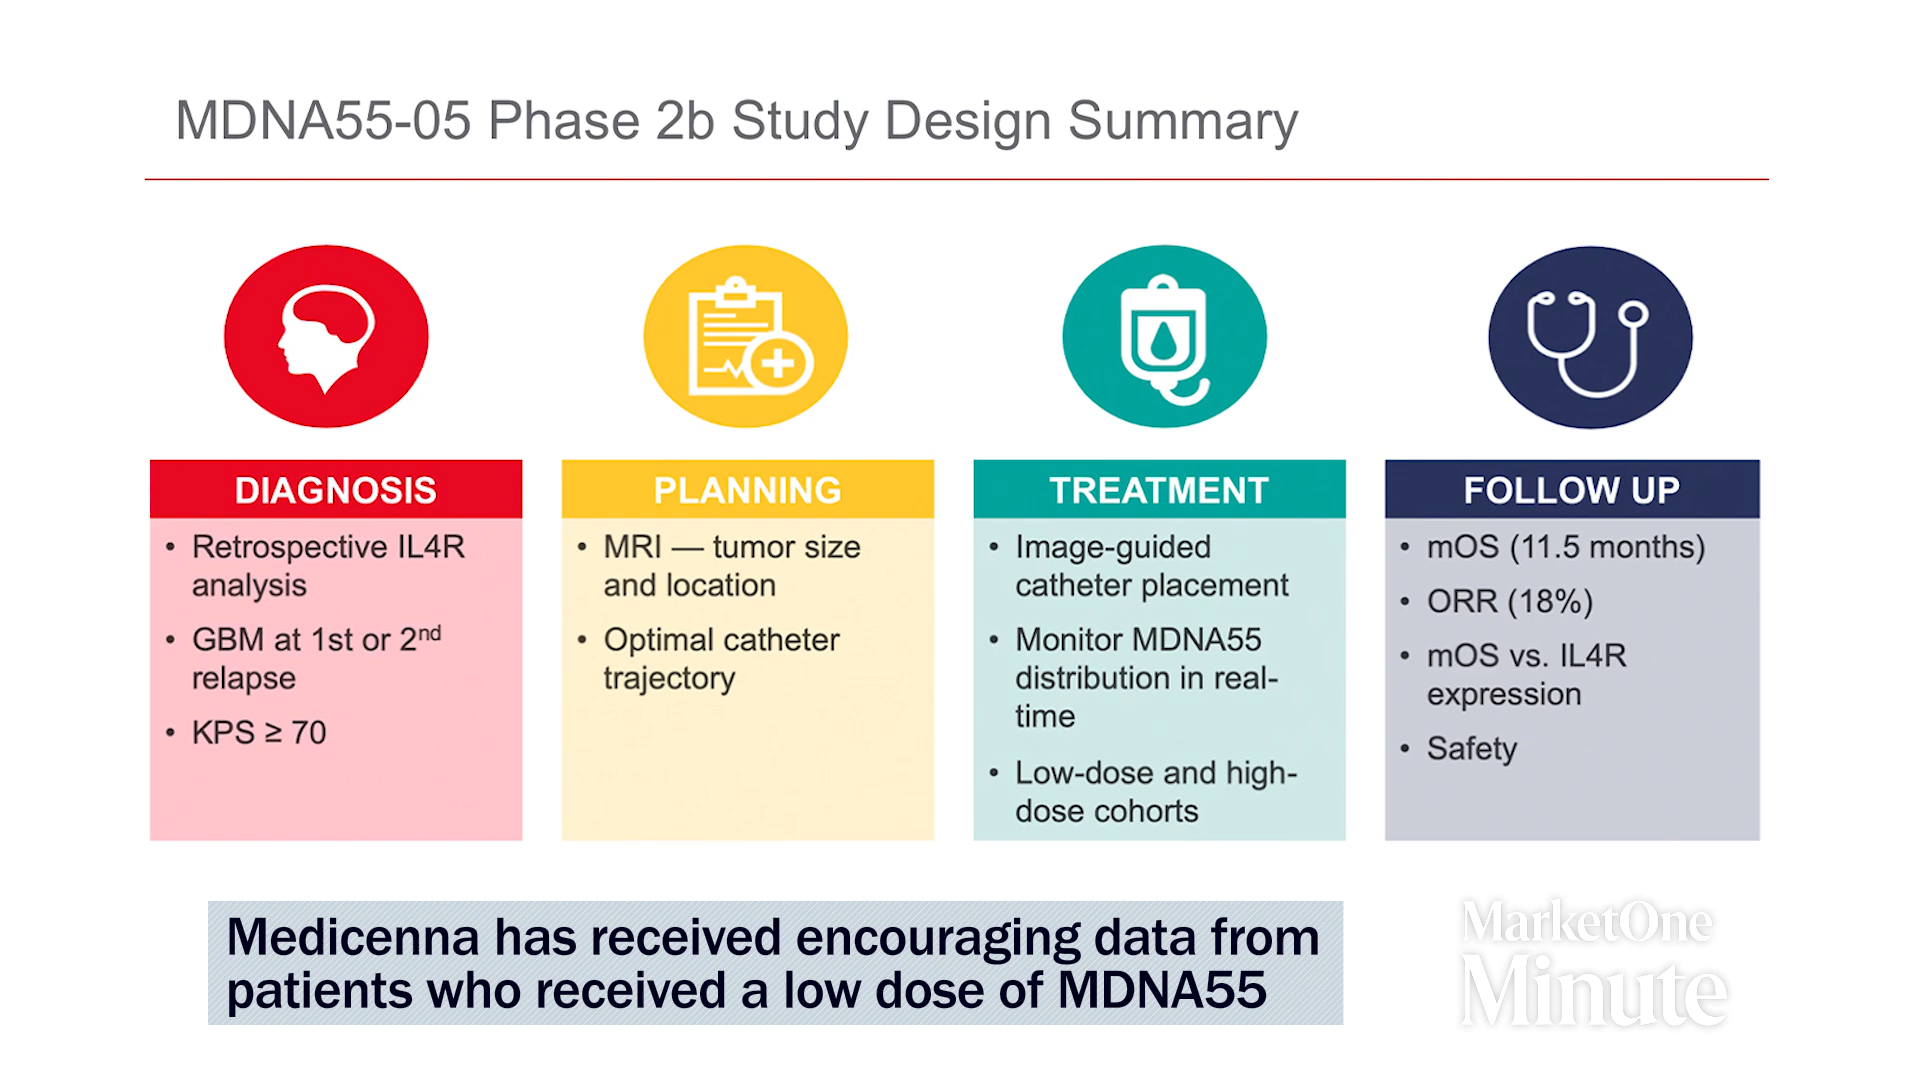 MDNA55-05 Phase 2b Study Design Summary
DIAGNOSIS
• Retrospective IL4R
analysis
• GBM at 1st or 2nd
relapse
• KPS ≥ 70
PLANNING
• MRI — tumor size
and location
• Optimal catheter
trajectory
TREATMENT
• Image-guided
catheter placement
• Monitor MDNA55
distribution in real-
time
• Low-dose and high-
dose cohorts
FOLLOW UP
• mOS (11.5 months)
• ORR (18%)
• mOS vs. IL4R
expression
• Safety
Medicenna has received encouraging data from
patients who received a low dose of MDNA55
MarketOne
Minute